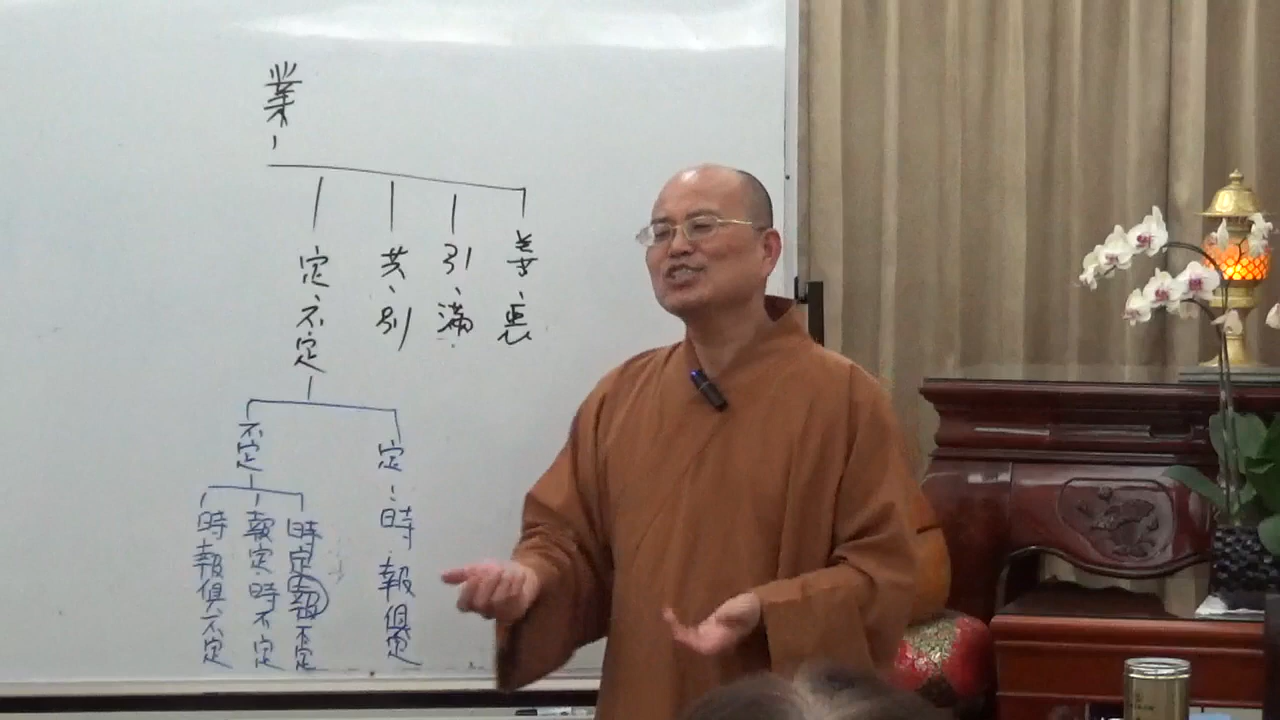 業
善、惡
引、滿
共、別
定、不定
定、時報俱定
不定
時定報不定
報定時不定
時報俱不定